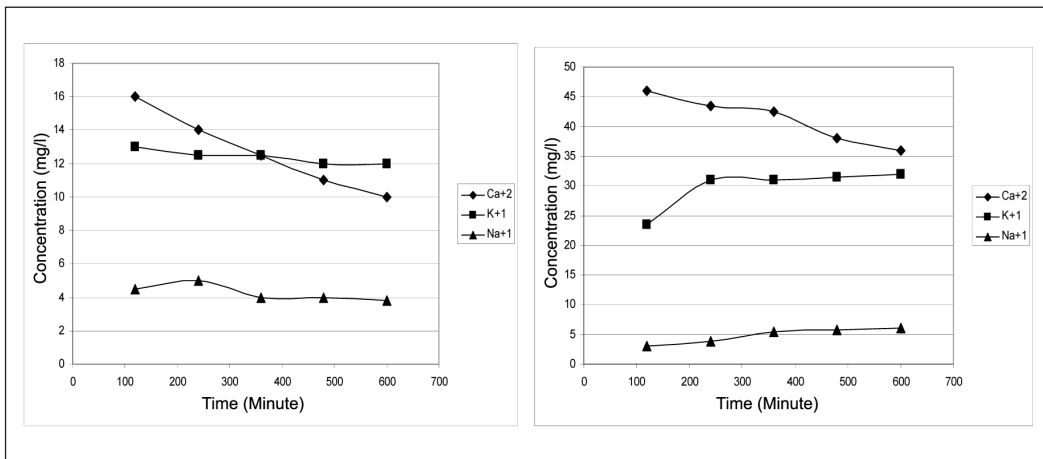 18
16
14
12
10
8
6
4
2
0
Concentration (mg/l)
0 100 200 300 400 500 600 700
Time (Minute)
Ca+2
K+1
Na+1
50
45
40
35
30
25
20
15
10
5
0
Concentration (mg/l)
0 100 200 300 400 500 600 700
Time (Minute)
Ca+2
K+1
Na+1